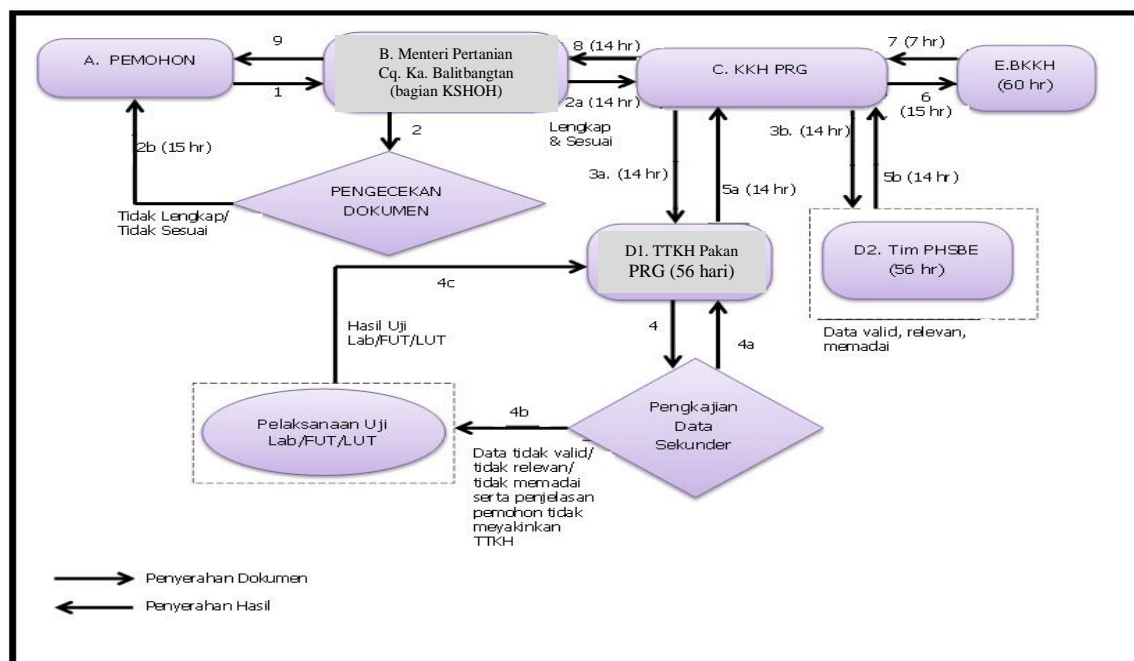 A. PEMOHON
9
1
B. Menteri Pertanian
Cq. Ka. Balitbangtan
(bagian KSHOH)
8 (14 hr)
2a (14 hr)
Lengkap
& Sesuai
C. KKH PRG
7 (7 hr)
6
(15 hr)
E.BKKH
(60 hr)
2b (15 hr)
2
PENGECEKAN
DOKUMEN
Tidak Lengkap/
Tidak Sesuai
3a. (14 hr)
5a (14 hr)
3b. (14 hr)
5b (14 hr)
D1. TTKH Pakan
PRG (56 hari)
D2. Tim PHSBE
(56 hr)
Data valid, relevan,
memadai
4c
Hasil Uji
Lab/FUT/LUT
4
4a
Pelaksanaan Uji
Lab/FUT/LUT
4b
Data tidak valid/
tidak relevan/
tidak memadai
serta penjelasan
pemohon tidak
meyakinkan
TTKH
Pengkajian
Data
Sekunder
Penyerahan Dokumen
Penyerahan Hasil